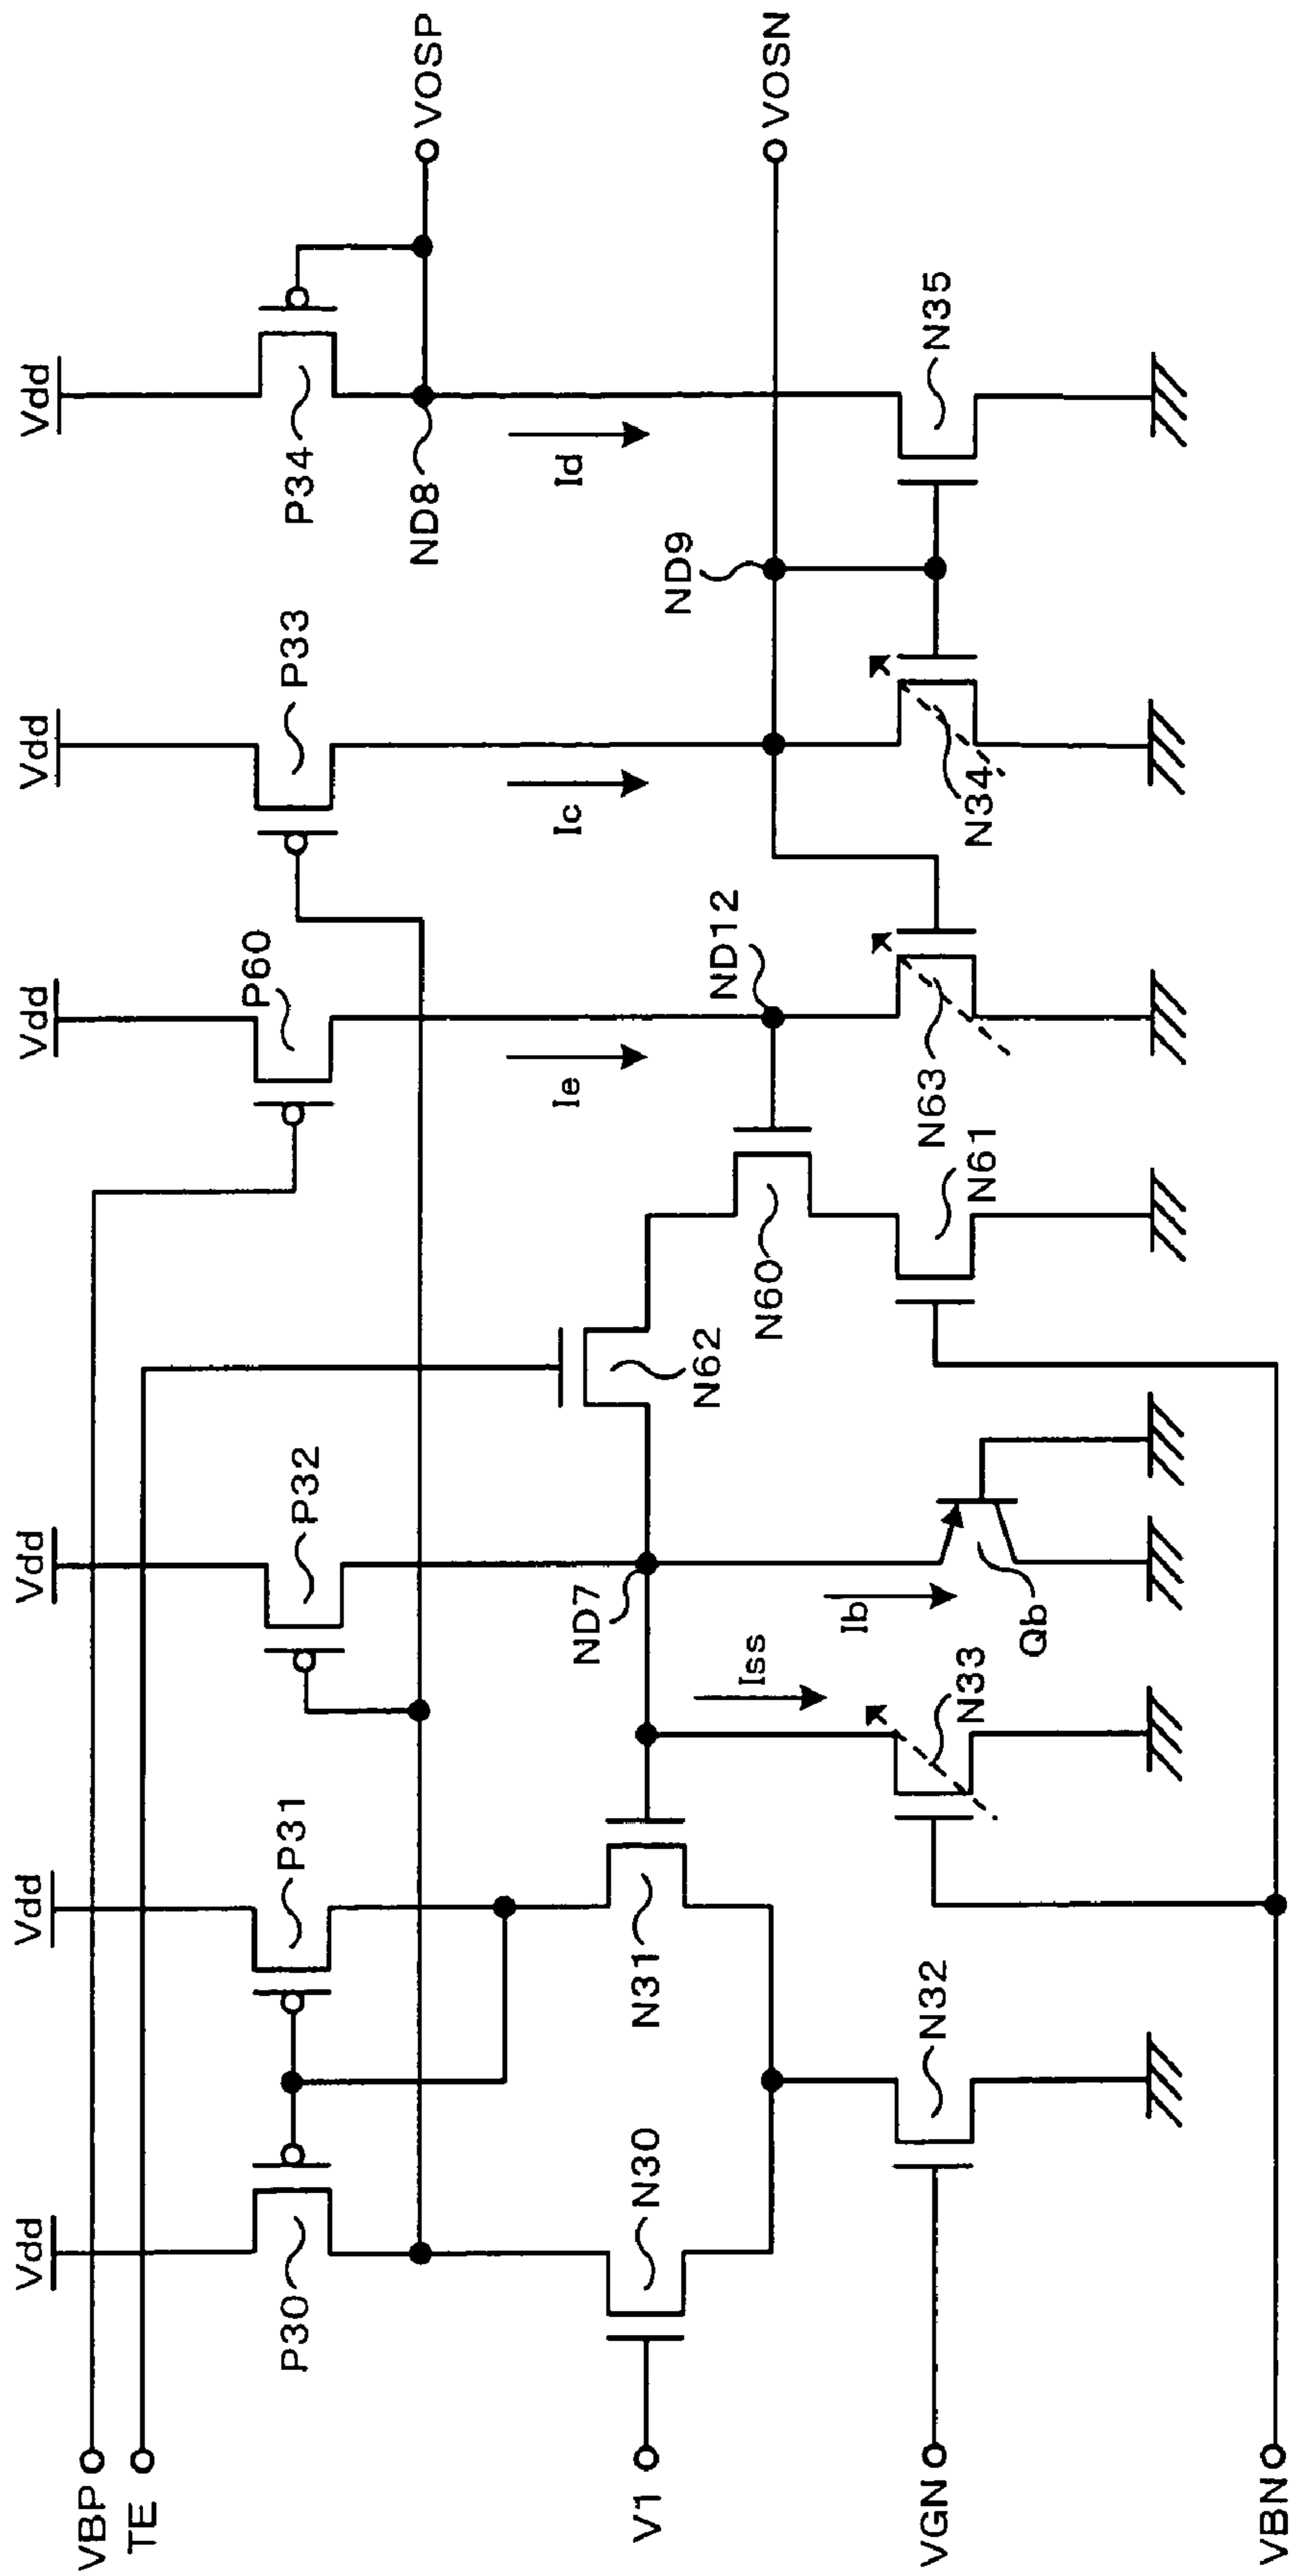 Vdd
Vdd
Vdd
Vdd
Vdd
Vdd
P34
P33
P60
P32
P31
P30
VBP
TE
VOSP
ND8
Id
Ic
Ie
VOSN
ND9
ND12
ND7
N62
N60
N31
N30
V1
Iss
Ib
N35
N34
N63
N61
Qb
N33
N32
VGN
VBN